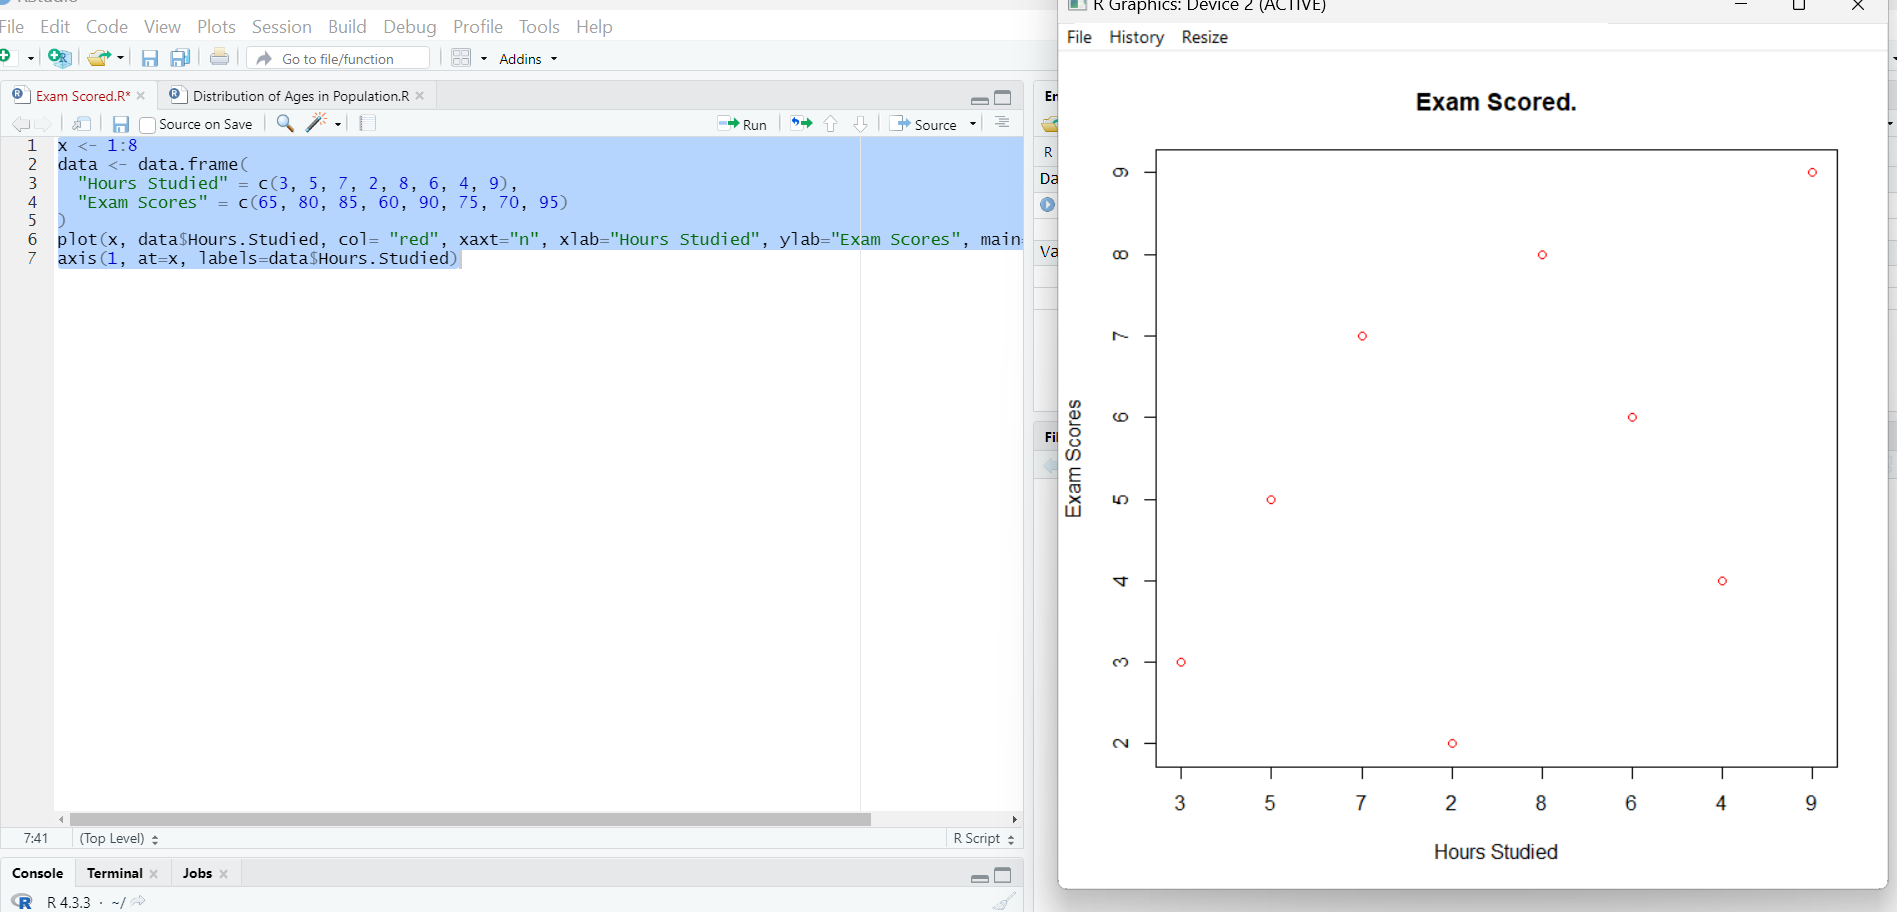 File Edit Code View Plots Session Build Debug Profile Tools Help
Go to file/function
Addins
Exam Scored.R*
Distribution of Ages in Population.R
Source on Save
Run
Source
1 x <- 1:8
2 data <- data.frame(
3 "Hours Studied" = c(3, 5, 7, 2, 8, 6, 4, 9),
4 "Exam Scores" = c(65, 80, 85, 60, 90, 75, 70, 95)
5 )
6 plot(x, data$Hours.Studied, col= "red", xaxt="n", xlab="Hours Studied", ylab="Exam Scores", main
7 axis(1, at=x, labels=data$Hours.Studied)
7:41 (Top Level)
R Script
Console Terminal Jobs
R 4.3.3 · ~/
En
R
Da
Va
Fi
R Graphics: Device 2 (ACTIVE)
File History Resize
Exam Scored.
9
8
7
6
5
4
3
2
Exam Scores
3 5 7 2 8 6 4 9
Hours Studied